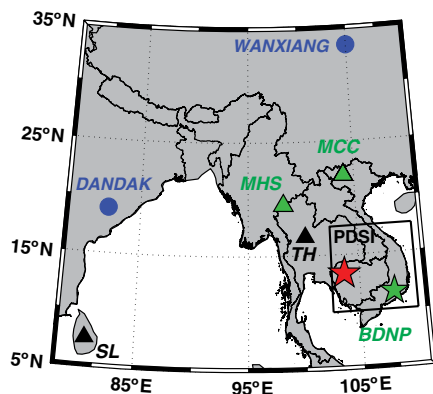 35°N
WANXIANG
25°N
MCC
MHS
DANDAK
PDSI
15°N
TH
BDNP
SL
5°N
85°E 95°E 105°E